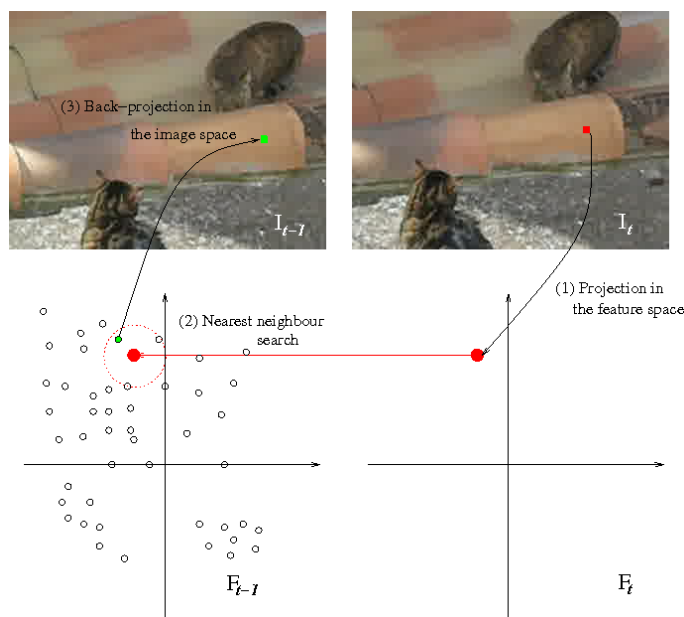 (3) Back-projection in
the image space
I_{t-1}
I_t
(1) Projection in
the feature space
(2) Nearest neighbour
search
F_{t-1}
F_t